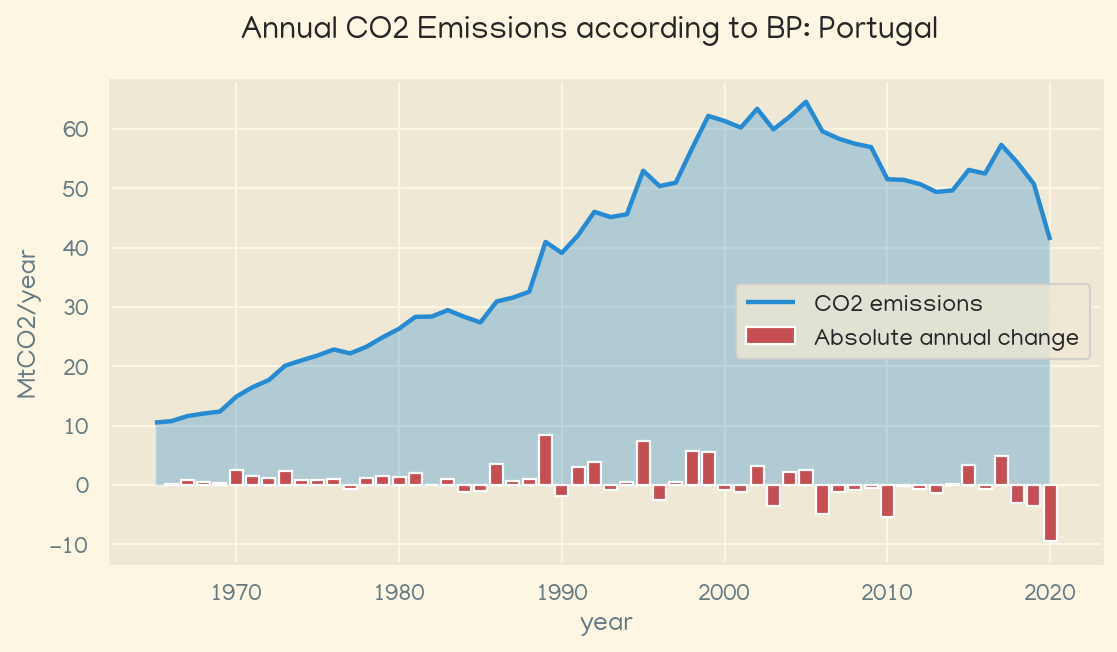 Annual CO2 Emissions according to BP: Portugal
MtCO2/year
60
50
40
30
20
10
0
−10
CO2 emissions
Absolute annual change
1970 1980 1990 2000 2010 2020
year